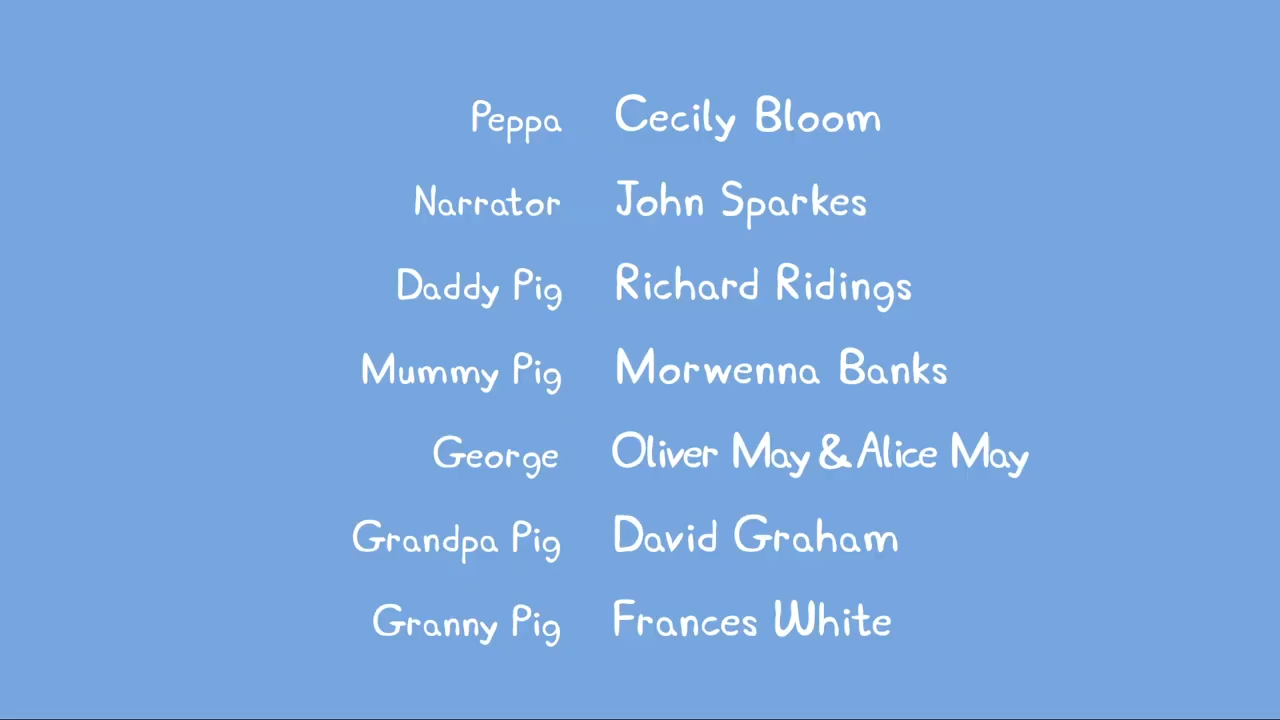 Peppa Cecily Bloom
Narrator John Sparkes
Daddy Pig Richard Ridings
Mummy Pig Morwenna Banks
George Oliver May & Alice May
Grandpa Pig David Graham
Granny Pig Frances White